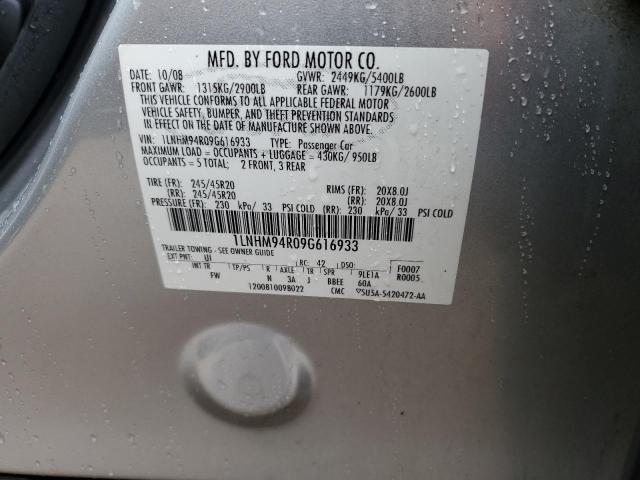 MFD. BY FORD MOTOR CO.
DATE: 10/08 GVWR: 2449KG/5400LB
FRONT GAWR: 1315KG/2900LB REAR GAWR: 1179KG/2600LB
THIS VEHICLE CONFORMS TO ALL APPLICABLE FEDERAL MOTOR
VEHICLE SAFETY, BUMPER, AND THEFT PREVENTION STANDARDS
IN EFFECT ON THE DATE OF MANUFACTURE SHOWN ABOVE.
VIN: 1LNHM94R09G616933 TYPE: Passenger Car
MAXIMUM LOAD = OCCUPANTS + LUGGAGE = 430KG/ 950LB
OCCUPANTS = 5 TOTAL; 2 FRONT, 3 REAR
TIRE (FR): 245/45R20 RIMS (FR): 20X8.0J
(RR): 245/45R20 (RR): 20X8.0J
PRESSURE (FR): 230 kPa/ 33 PSI COLD (RR): 230 kPa/ 33 PSI COLD
1LNHM94R09G616933
TRAILER TOWING - SEE OWNER GUIDE
EXT PNT: UI RC: 42 DSO: F0007
INT TR TP/PS R AXLE TR SPR 9LE1A R0005
FW N 3A J BBEE 60A
1200810098022 CMC ▽5U5A-5420472-AA